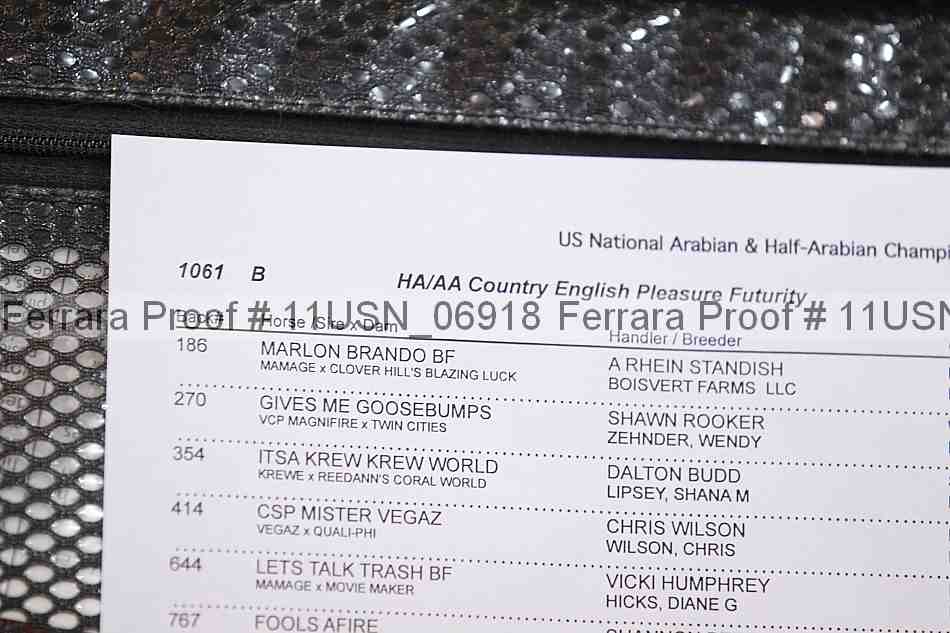 US National Arabian & Half-Arabian Champi
1061 B
HA/AA Country English Pleasure Futurity
Ferrara Proof # 11USN_06918 Ferrara Proof # 11USN
Back# Horse / Sire x Dam Handler / Breeder
186 MARLON BRANDO BF A RHEIN STANDISH
MAMAGE x CLOVER HILL'S BLAZING LUCK BOISVERT FARMS LLC
270 GIVES ME GOOSEBUMPS SHAWN ROOKER
VCP MAGNIFIRE x TWIN CITIES ZEHNDER, WENDY
354 ITSA KREW KREW WORLD DALTON BUDD
KREWE x REEDANN'S CORAL WORLD LIPSEY, SHANA M
414 CSP MISTER VEGAZ CHRIS WILSON
VEGAZ x QUALI-PHI WILSON, CHRIS
644 LETS TALK TRASH BF VICKI HUMPHREY
MAMAGE x MOVIE MAKER HICKS, DIANE G
767 FOOLS AFIRE